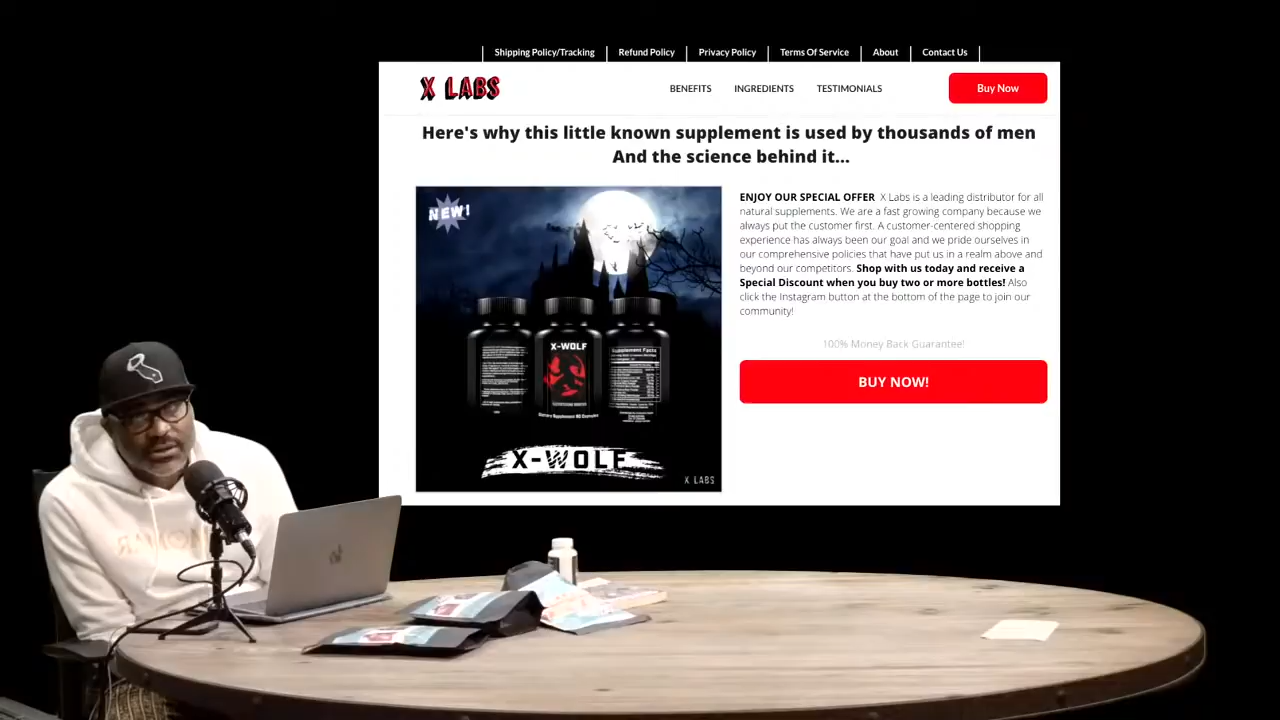 Shipping Policy/Tracking
Refund Policy
Privacy Policy
Terms Of Service
About
Contact Us
X LABS
BENEFITS
INGREDIENTS
TESTIMONIALS
Buy Now
Here's why this little known supplement is used by thousands of men
And the science behind it...
NEW!
X-WOLF
Supplement Facts
Dietary Supplement 90 Capsules
X-WOLF
X LABS
ENJOY OUR SPECIAL OFFER X Labs is a leading distributor for all
natural supplements. We are a fast growing company because we
always put the customer first. A customer-centered shopping
experience has always been our goal and we pride ourselves in
our comprehensive policies that have put us in a realm above and
beyond our competitors. Shop with us today and receive a
Special Discount when you buy two or more bottles! Also
click the Instagram button at the bottom of the page to join our
community!
100% Money Back Guarantee!
BUY NOW!